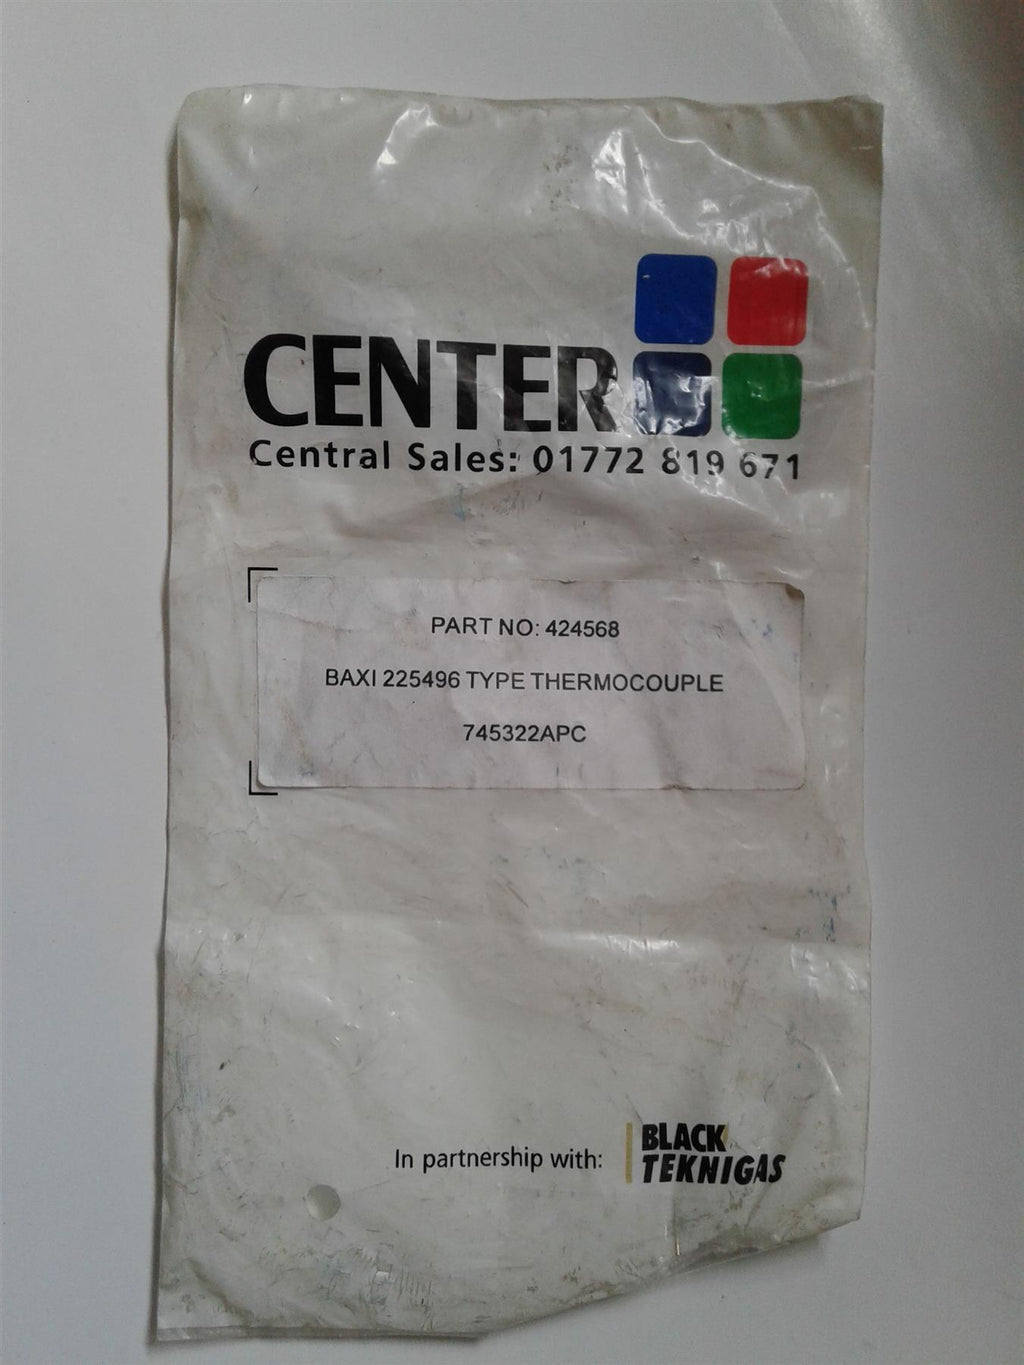 CENTER
Central Sales: 01772 819 671
PART NO: 424568
BAXI 225496 TYPE THERMOCOUPLE
745322APC
In partnership with:
BLACK
TEKNIGAS